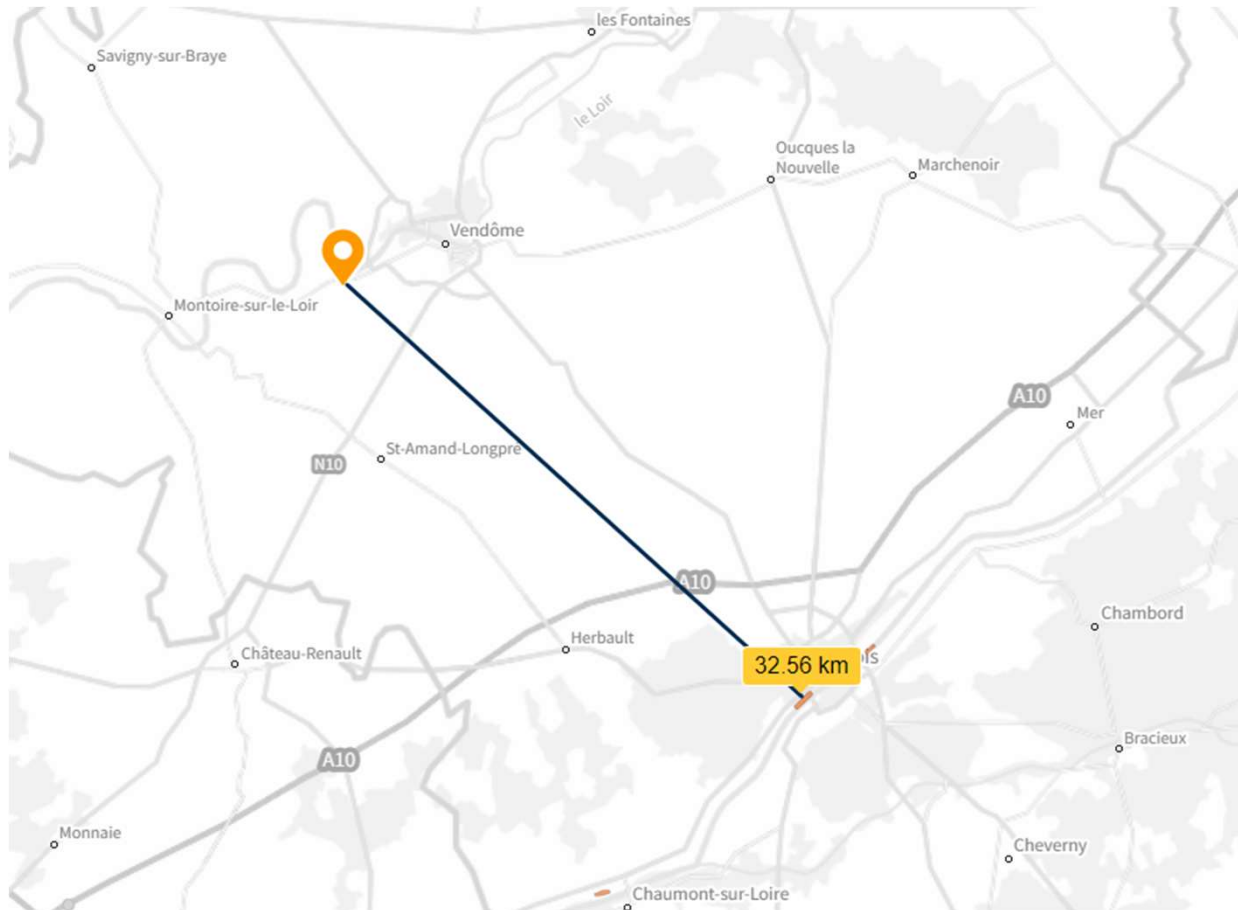 les Fontaines
Savigny-sur-Braye
le Loir
Oucques la
Nouvelle
Marchenoir
Vendôme
Montoire-sur-le-Loir
A10
Mer
St-Amand-Longpre
N10
A10
Chambord
Herbault
Château-Renault
32.56 km
Bracieux
A10
Monnaie
Cheverny
Chaumont-sur-Loire